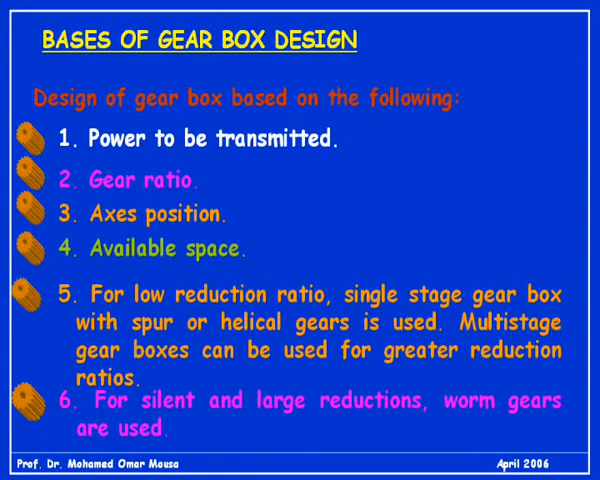 BASES OF GEAR BOX DESIGN
Design of gear box based on the following:
1. Power to be transmitted.
2. Gear ratio.
3. Axes position.
4. Available space.
5. For low reduction ratio, single stage gear box
with spur or helical gears is used. Multistage
gear boxes can be used for greater reduction
ratios.
6. For silent and large reductions, worm gears
are used.
Prof. Dr. Mohamed Omar Mousa
April 2006